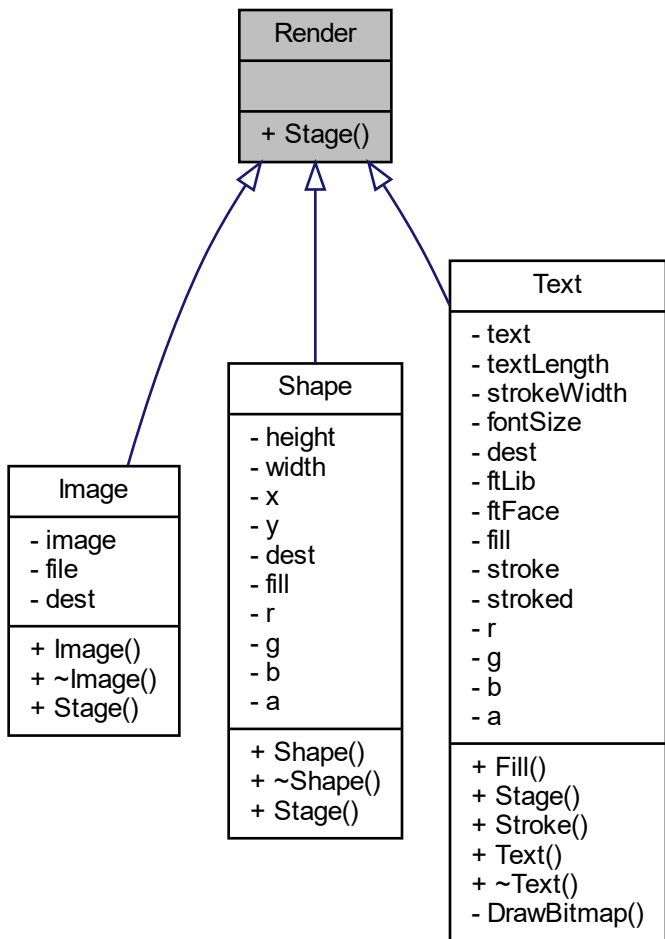 Render
+ Stage()
Image
- image
- file
- dest
+ Image()
+ ~Image()
+ Stage()
Shape
- height
- width
- x
- y
- dest
- fill
- r
- g
- b
- a
+ Shape()
+ ~Shape()
+ Stage()
Text
- text
- textLength
- strokeWidth
- fontSize
- dest
- ftLib
- ftFace
- fill
- stroke
- stroked
- r
- g
- b
- a
+ Fill()
+ Stage()
+ Stroke()
+ Text()
+ ~Text()
- DrawBitmap()